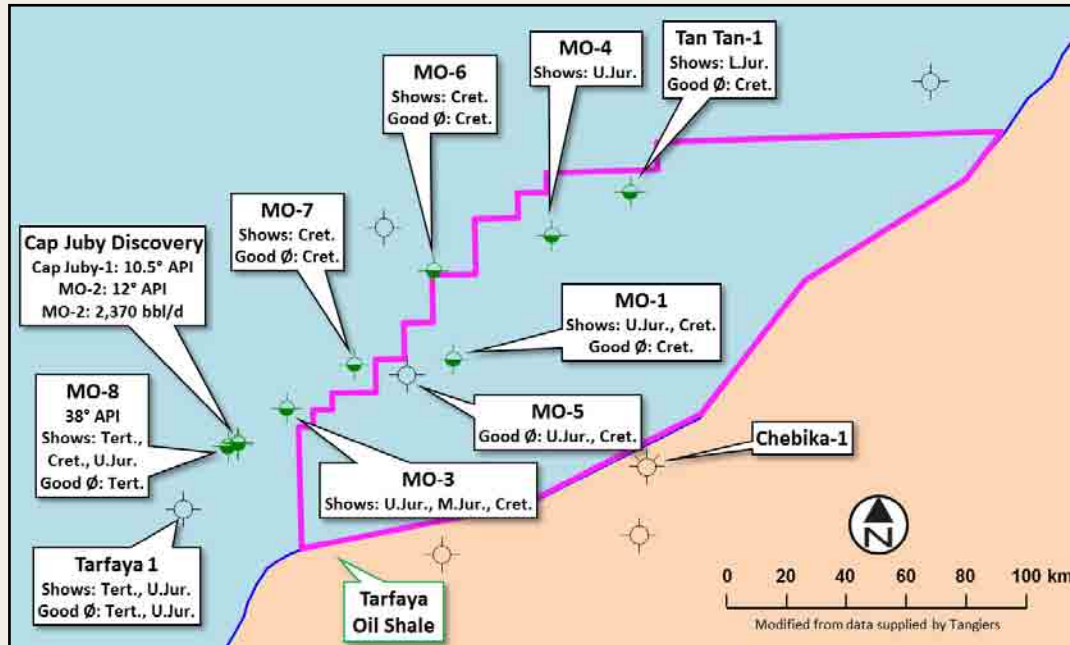 MO-4
Shows: U.Jur.
Tan Tan-1
Shows: L.Jur.
Good Ø: Cret.
MO-6
Shows: Cret.
Good Ø: Cret.
MO-7
Shows: Cret.
Good Ø: Cret.
Cap Juby Discovery
Cap Juby-1: 10.5° API
MO-2: 12° API
MO-2: 2,370 bbl/d
MO-1
Shows: U.Jur., Cret.
Good Ø: Cret.
MO-8
38° API
Shows: Tert.,
Cret., U.Jur.
Good Ø: Tert.
MO-5
Good Ø: U.Jur., Cret.
Chebika-1
MO-3
Shows: U.Jur., M.Jur., Cret.
Tarfaya 1
Shows: Tert., U.Jur.
Good Ø: Tert., U.Jur.
Tarfaya
Oil Shale
N
0 20 40 60 80 100 km
Modified from data supplied by Tangiers